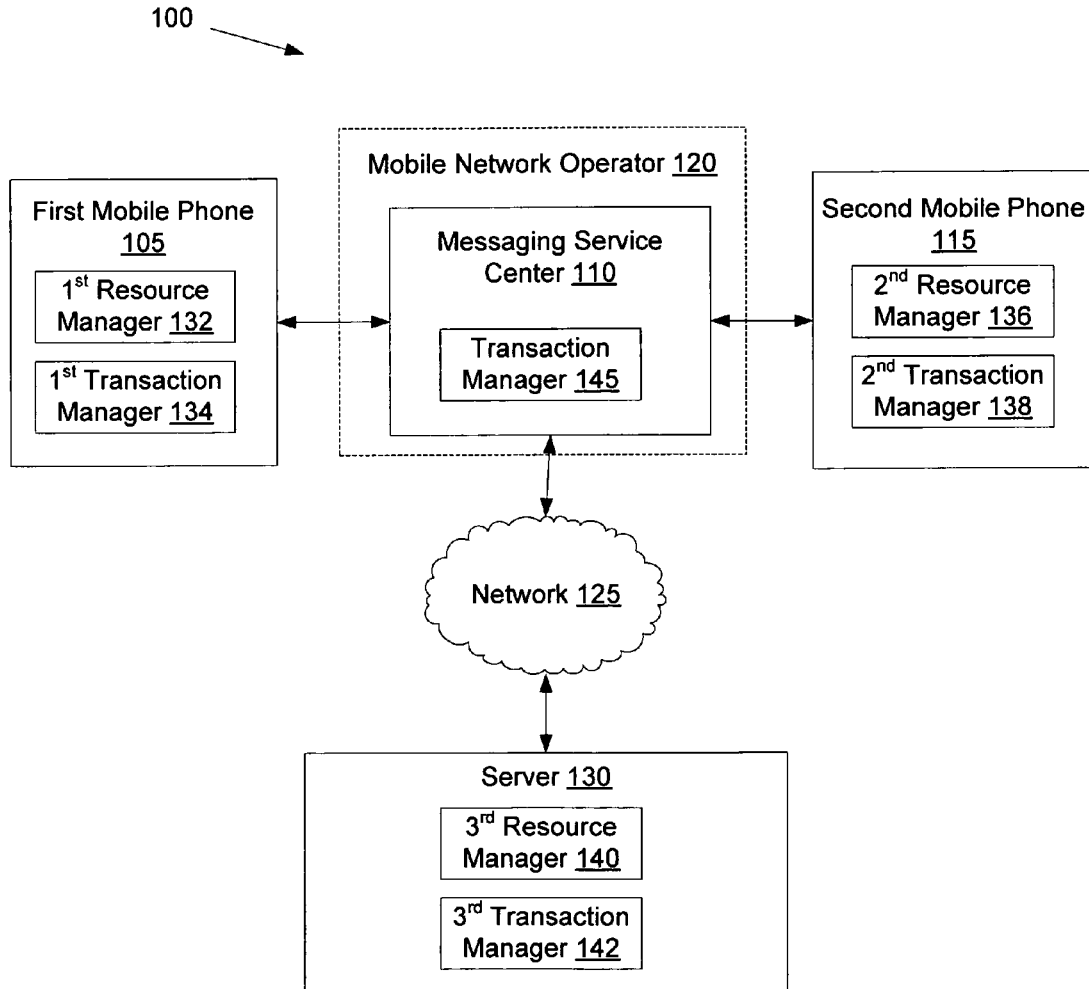 100
Mobile Network Operator 120
First Mobile Phone
105
1st Resource
Manager 132
1st Transaction
Manager 134
Messaging Service
Center 110
Transaction
Manager 145
Second Mobile Phone
115
2nd Resource
Manager 136
2nd Transaction
Manager 138
Network 125
Server 130
3rd Resource
Manager 140
3rd Transaction
Manager 142